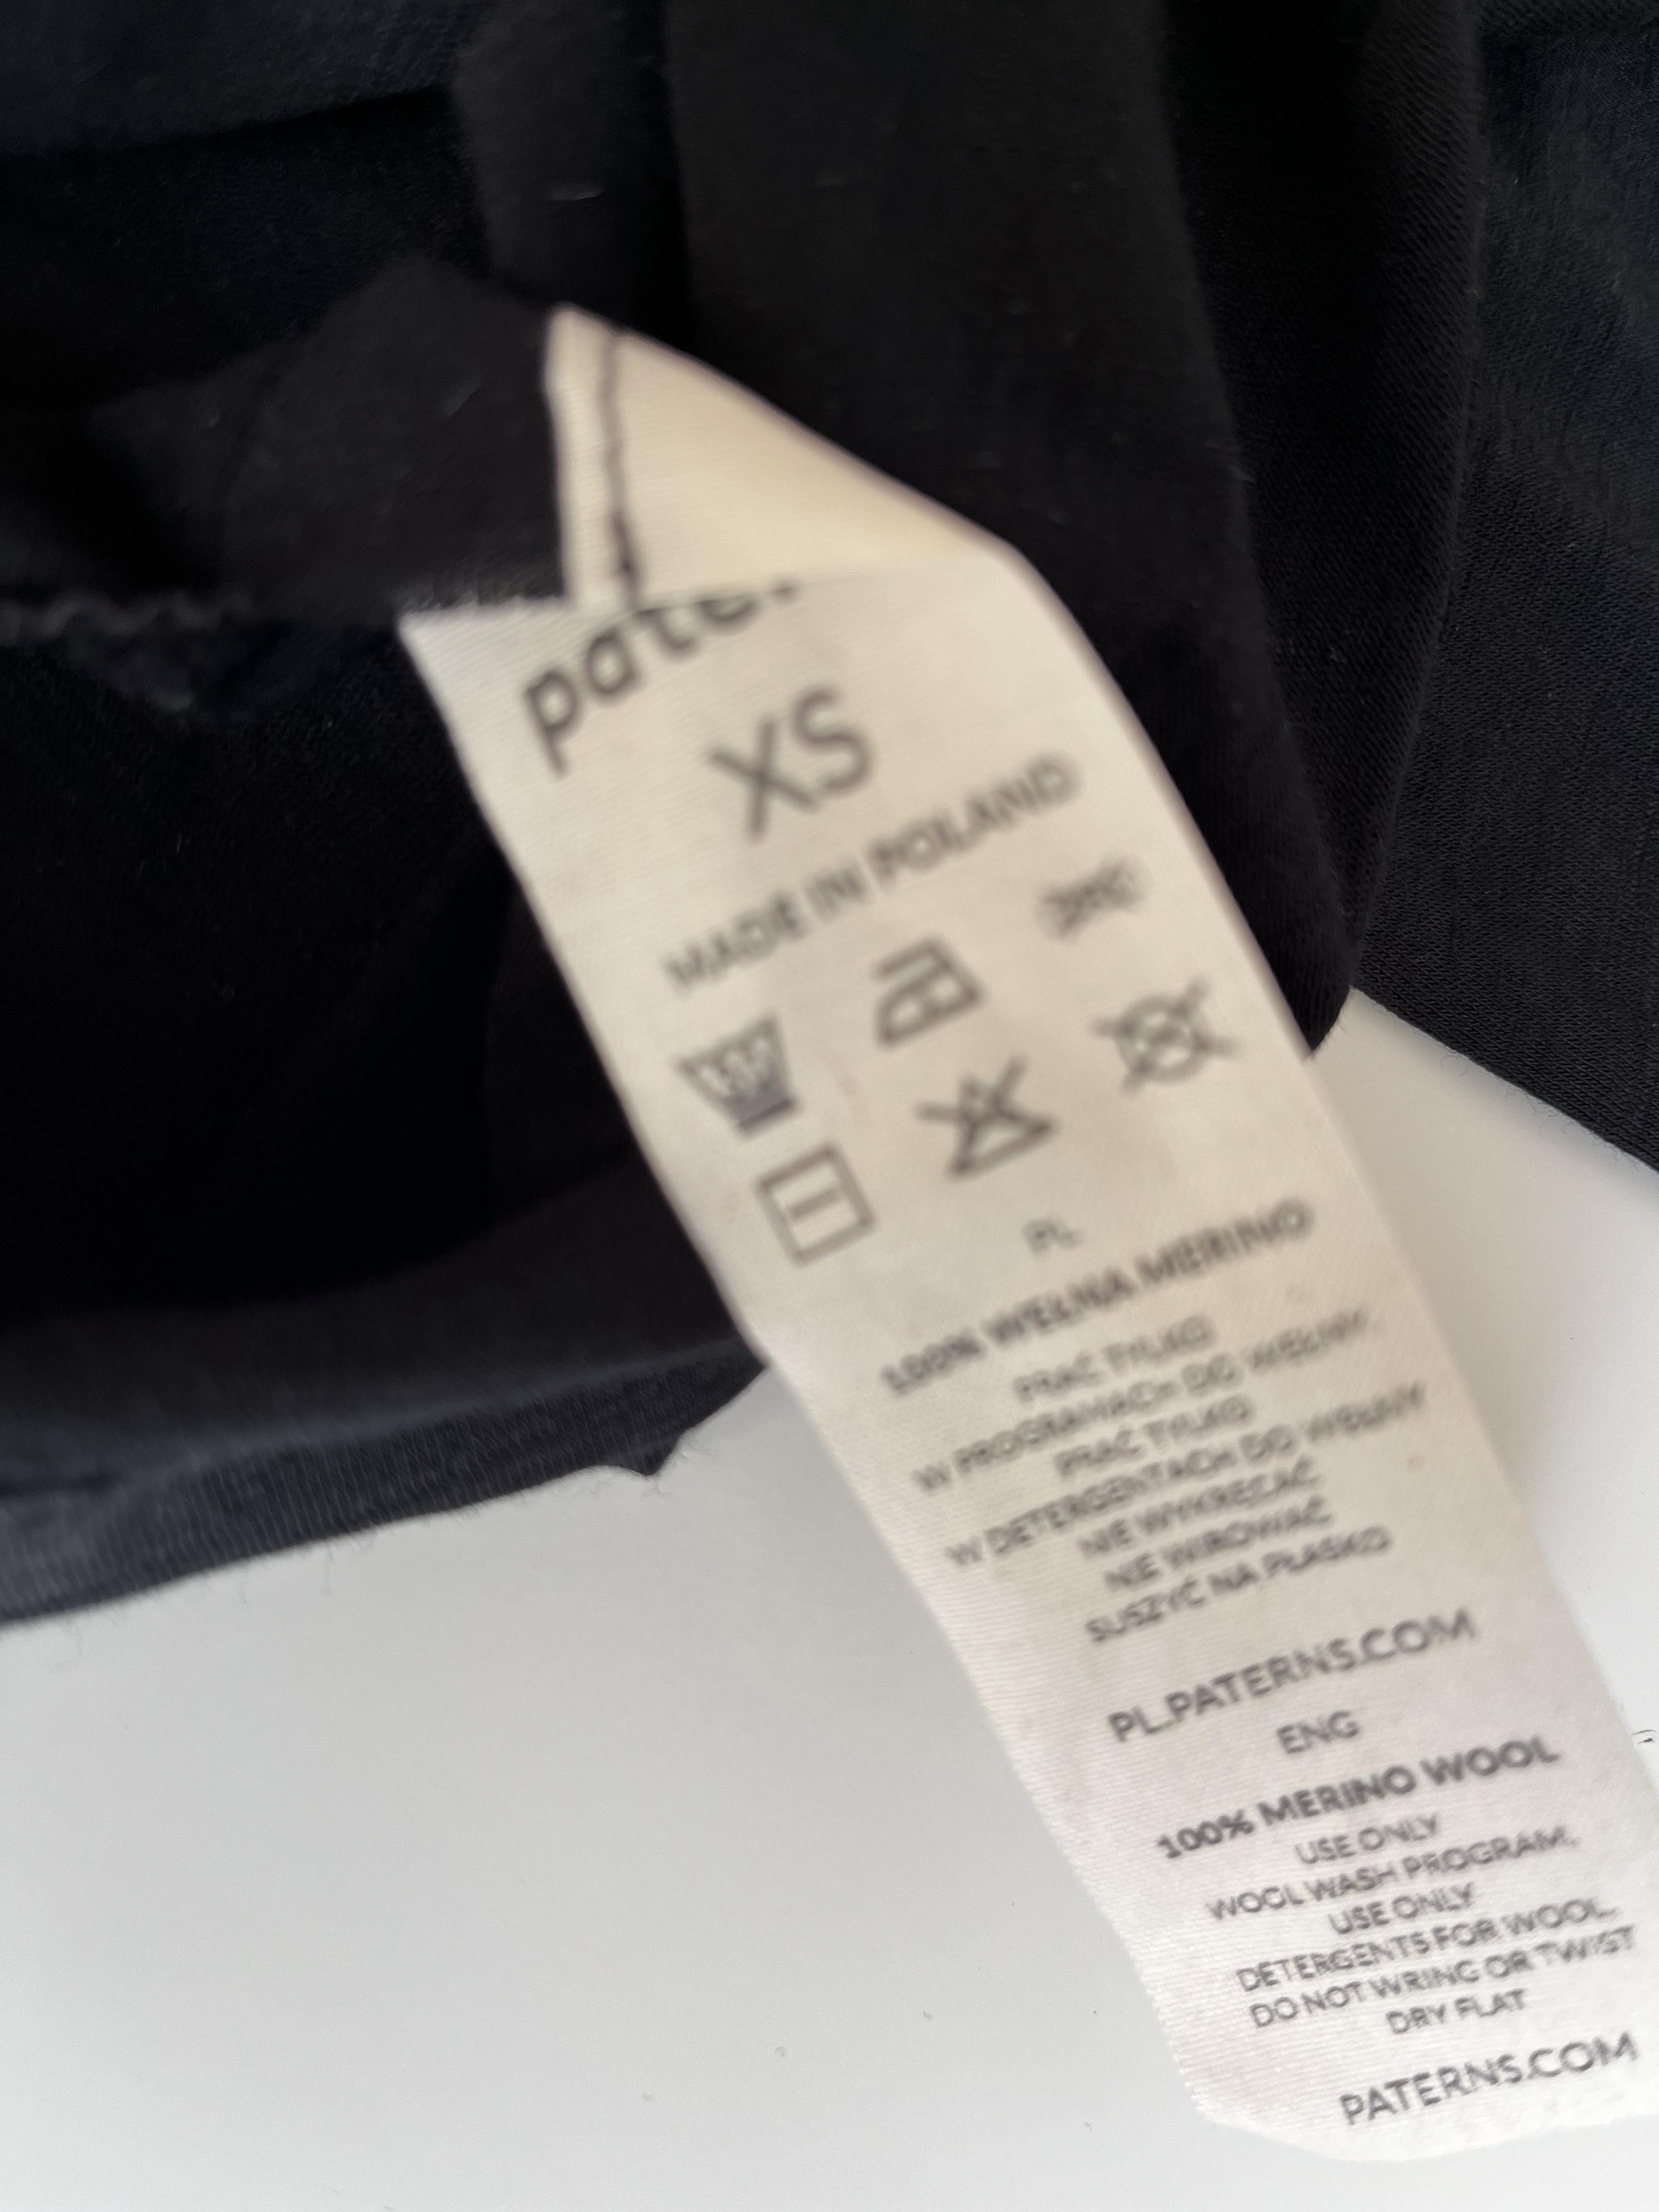 XS
MADE IN POLAND
30
PL
100% WEŁNA MERINO
PRAĆ TYLKO
W PROGRAMACH DO WEŁNY,
PRAĆ TYLKO
W DETERGENTACH DO WEŁNY
NIE WYKRĘCAĆ
NIE WIROWAĆ
SUSZYĆ NA PŁASKO
PL.PATERNS.COM
ENG
100% MERINO WOOL
USE ONLY
WOOL WASH PROGRAM,
USE ONLY
DETERGENTS FOR WOOL,
DO NOT WRING OR TWIST
DRY FLAT
PATERNS.COM